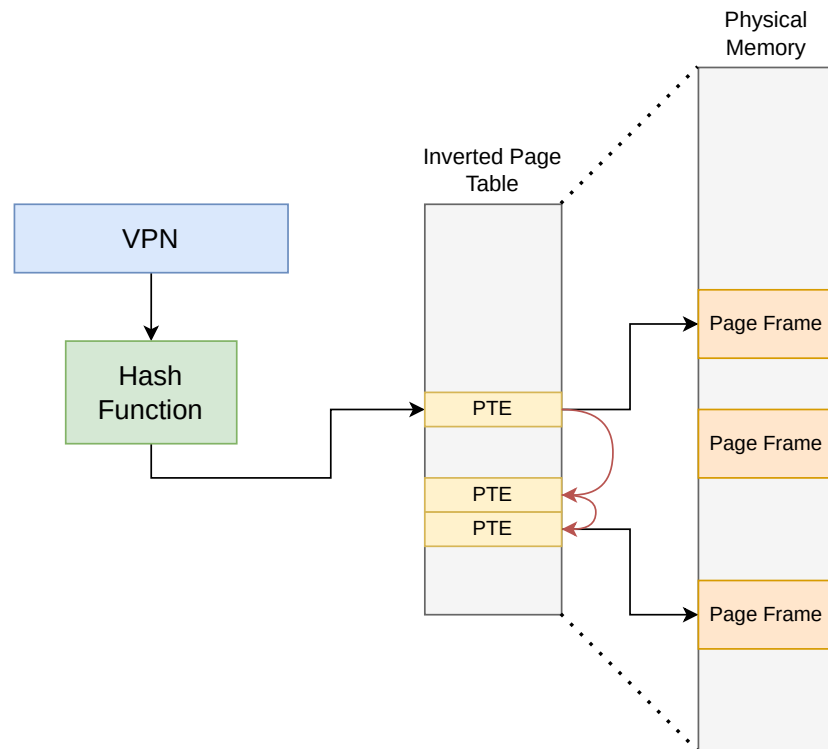 Physical
Memory
Inverted Page
Table
VPN
Hash
Function
PTE
PTE
PTE
Page Frame
Page Frame
Page Frame